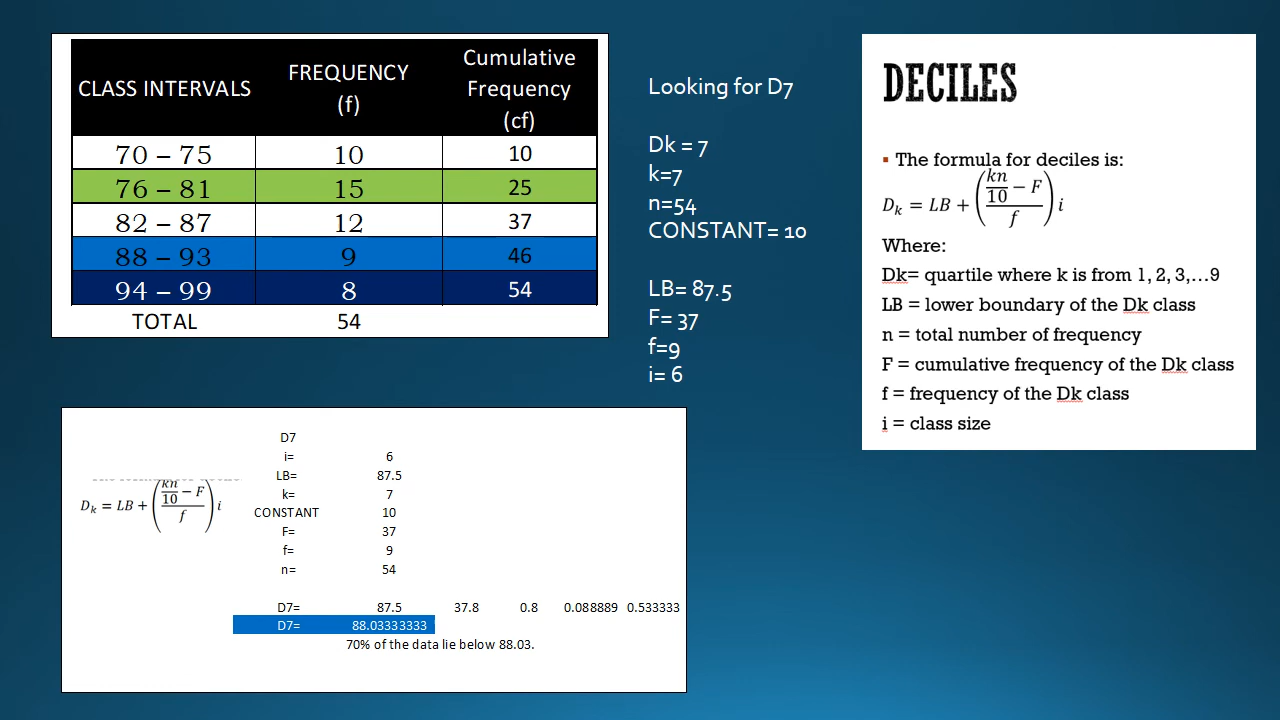 CLASS INTERVALS FREQUENCY (f) Cumulative Frequency (cf)
70 – 75 10 10
76 – 81 15 25
82 – 87 12 37
88 – 93 9 46
94 – 99 8 54
TOTAL 54
Looking for D7
Dk = 7
k=7
n=54
CONSTANT= 10
LB= 87.5
F= 37
f=9
i= 6
DECILES
▪ The formula for deciles is:
D_k = LB + ((kn/10 − F)/f) i
Where:
Dk= quartile where k is from 1, 2, 3,...9
LB = lower boundary of the Dk class
n = total number of frequency
F = cumulative frequency of the Dk class
f = frequency of the Dk class
i = class size
D_k = LB + ((kn/10 − F)/f) i
D7
i= 6
LB= 87.5
k= 7
CONSTANT 10
F= 37
f= 9
n= 54
D7= 87.5 37.8 0.8 0.088889 0.533333
D7= 88.03333333
70% of the data lie below 88.03.